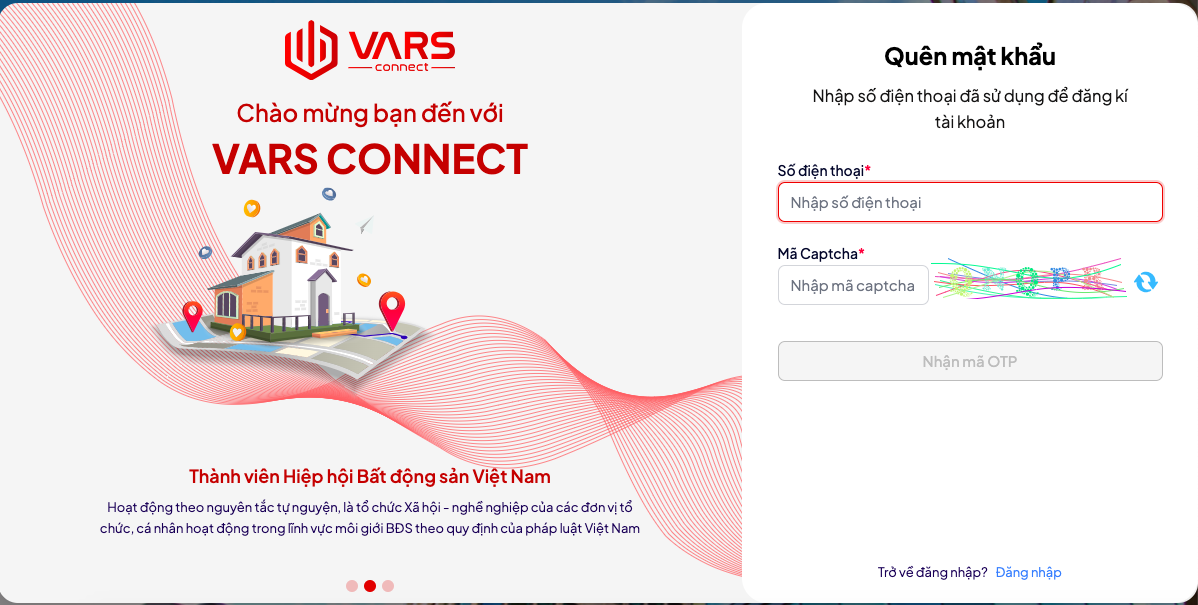 VARS
connect
Chào mừng bạn đến với
VARS CONNECT
Thành viên Hiệp hội Bất động sản Việt Nam
Hoạt động theo nguyên tắc tự nguyện, là tổ chức Xã hội - nghề nghiệp của các đơn vị tổ
chức, cá nhân hoạt động trong lĩnh vực môi giới BĐS theo quy định của pháp luật Việt Nam
Quên mật khẩu
Nhập số điện thoại đã sử dụng để đăng kí
tài khoản
Số điện thoại*
Nhập số điện thoại
Mã Captcha*
Nhập mã captcha
Nhận mã OTP
Trở về đăng nhập? Đăng nhập